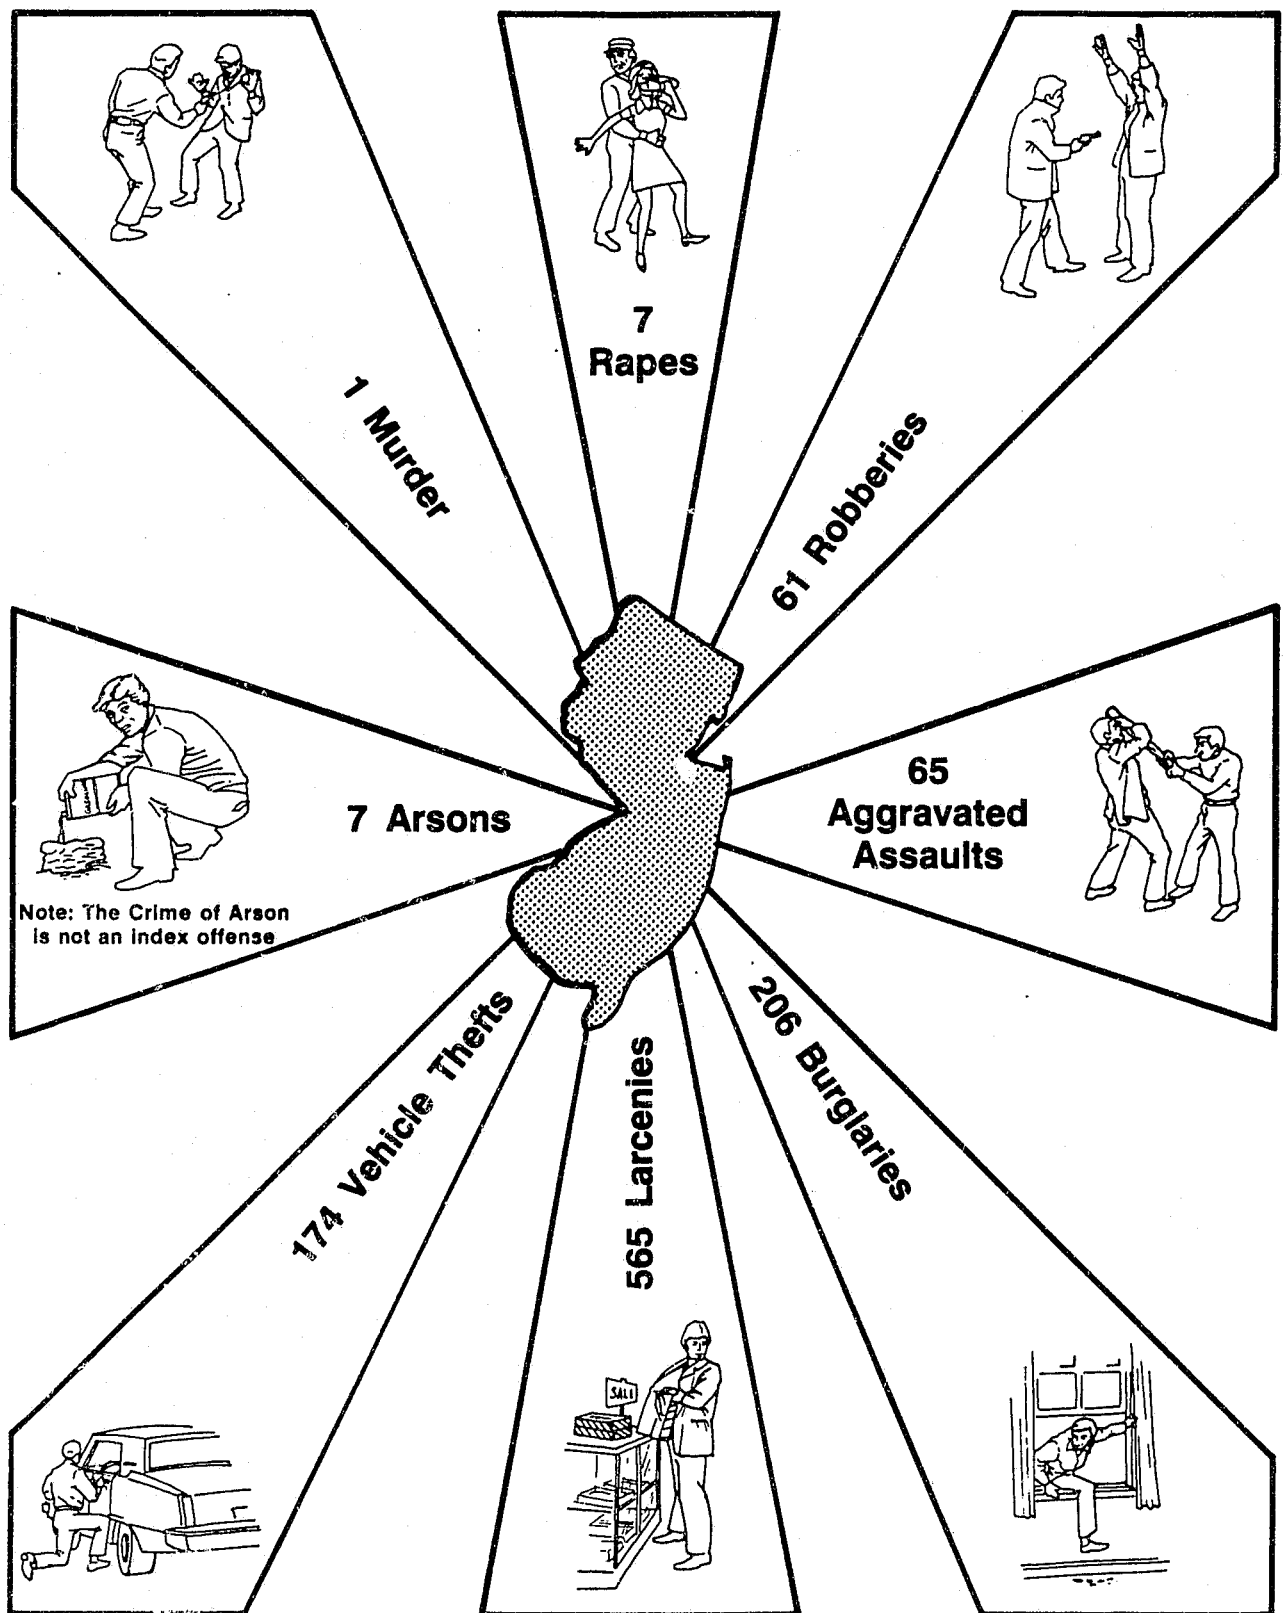 7
Rapes
1 Murder
61 Robberies
7 Arsons
Note: The Crime of Arson
is not an index offense
65
Aggravated
Assaults
174 Vehicle Thefts
565 Larcenies
206 Burglaries
SALE